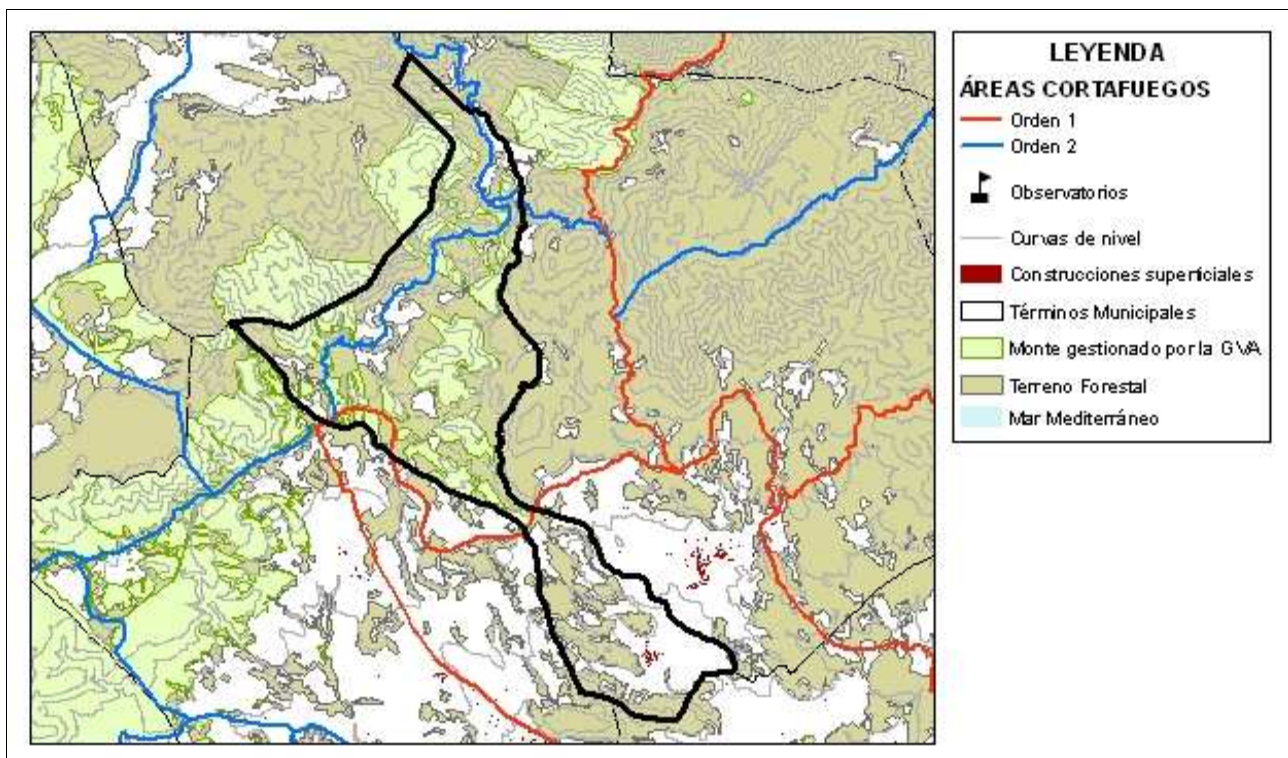 LEYENDA
ÁREAS CORTAFUEGOS
Orden 1
Orden 2
Observatorios
Curvas de nivel
Construcciones superficiales
Términos Municipales
Monte gestionado por la GVA
Terreno Forestal
Mar Mediterráneo